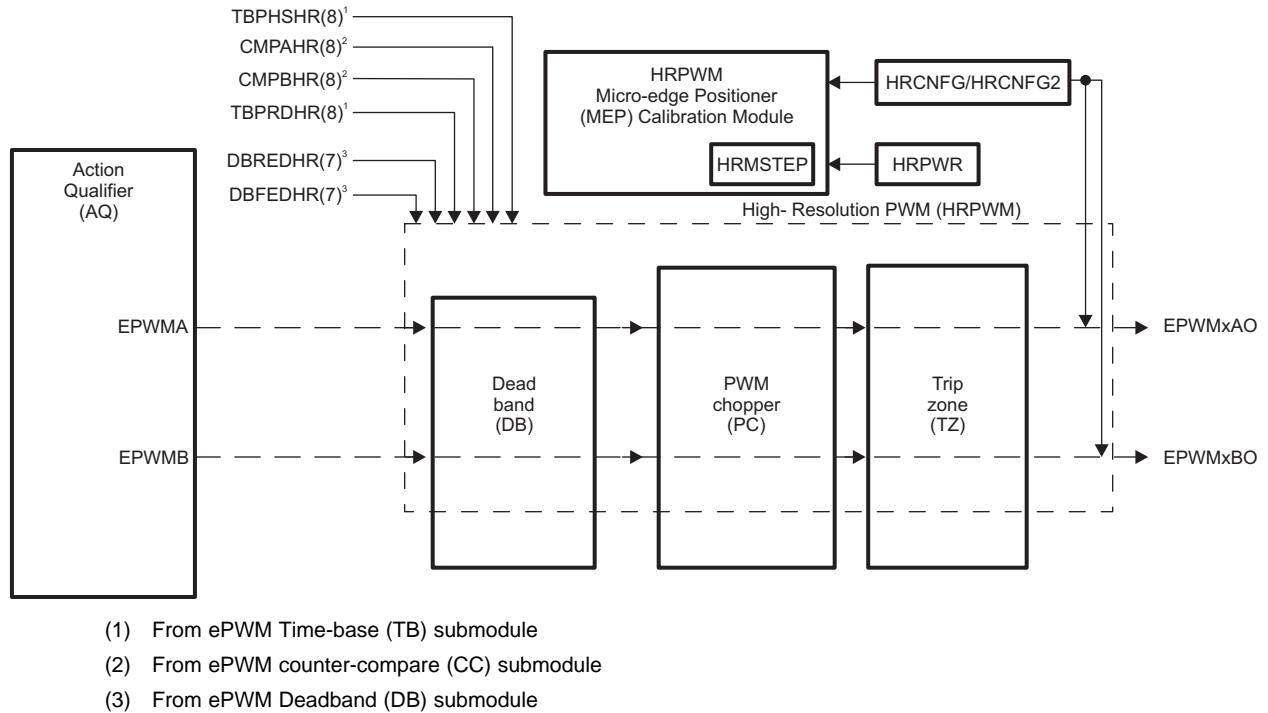 TBPHSHR(8)¹
CMPAHR(8)²
CMPBHR(8)²
TBPRDHR(8)¹
DBREDHR(7)³
DBFEDHR(7)³
HRPWM
Micro-edge Positioner
(MEP) Calibration Module
HRMSTEP
HRCNFG/HRCNFG2
HRPWR
High- Resolution PWM (HRPWM)
Action
Qualifier
(AQ)
EPWMA
EPWMB
Dead
band
(DB)
PWM
chopper
(PC)
Trip
zone
(TZ)
EPWMxAO
EPWMxBO
(1) From ePWM Time-base (TB) submodule
(2) From ePWM counter-compare (CC) submodule
(3) From ePWM Deadband (DB) submodule